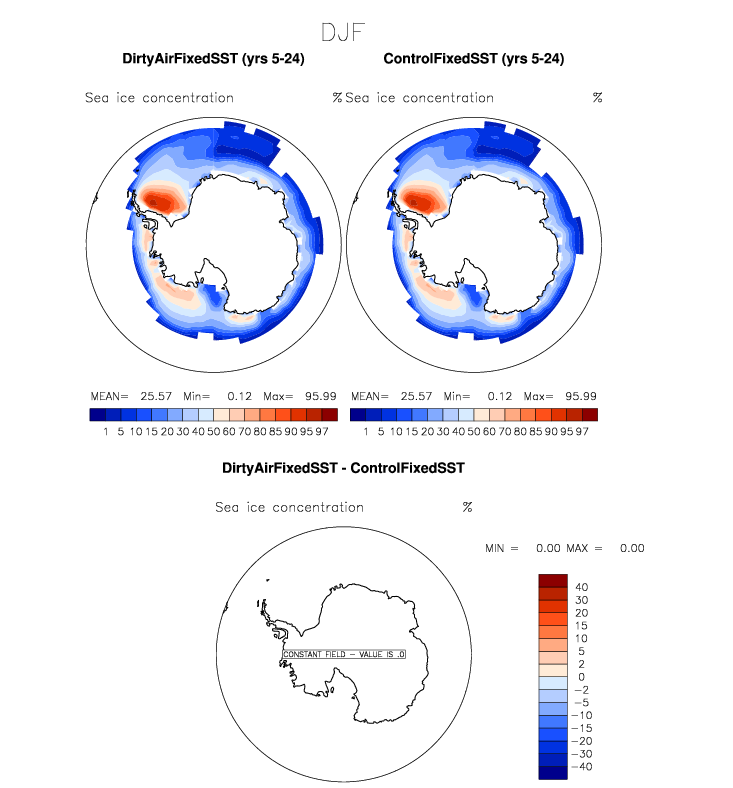 DJF
DirtyAirFixedSST (yrs 5-24) ControlFixedSST (yrs 5-24)
Sea ice concentration % Sea ice concentration %
MEAN= 25.57 Min= 0.12 Max= 95.99 MEAN= 25.57 Min= 0.12 Max= 95.99
1 5 10 15 20 30 40 50 60 70 80 85 90 95 97 1 5 10 15 20 30 40 50 60 70 80 85 90 95 97
DirtyAirFixedSST - ControlFixedSST
Sea ice concentration %
MIN = 0.00 MAX = 0.00
40
30
20
15
10
5
2
0
-2
-5
-10
-15
-20
-30
-40
CONSTANT FIELD - VALUE IS .0